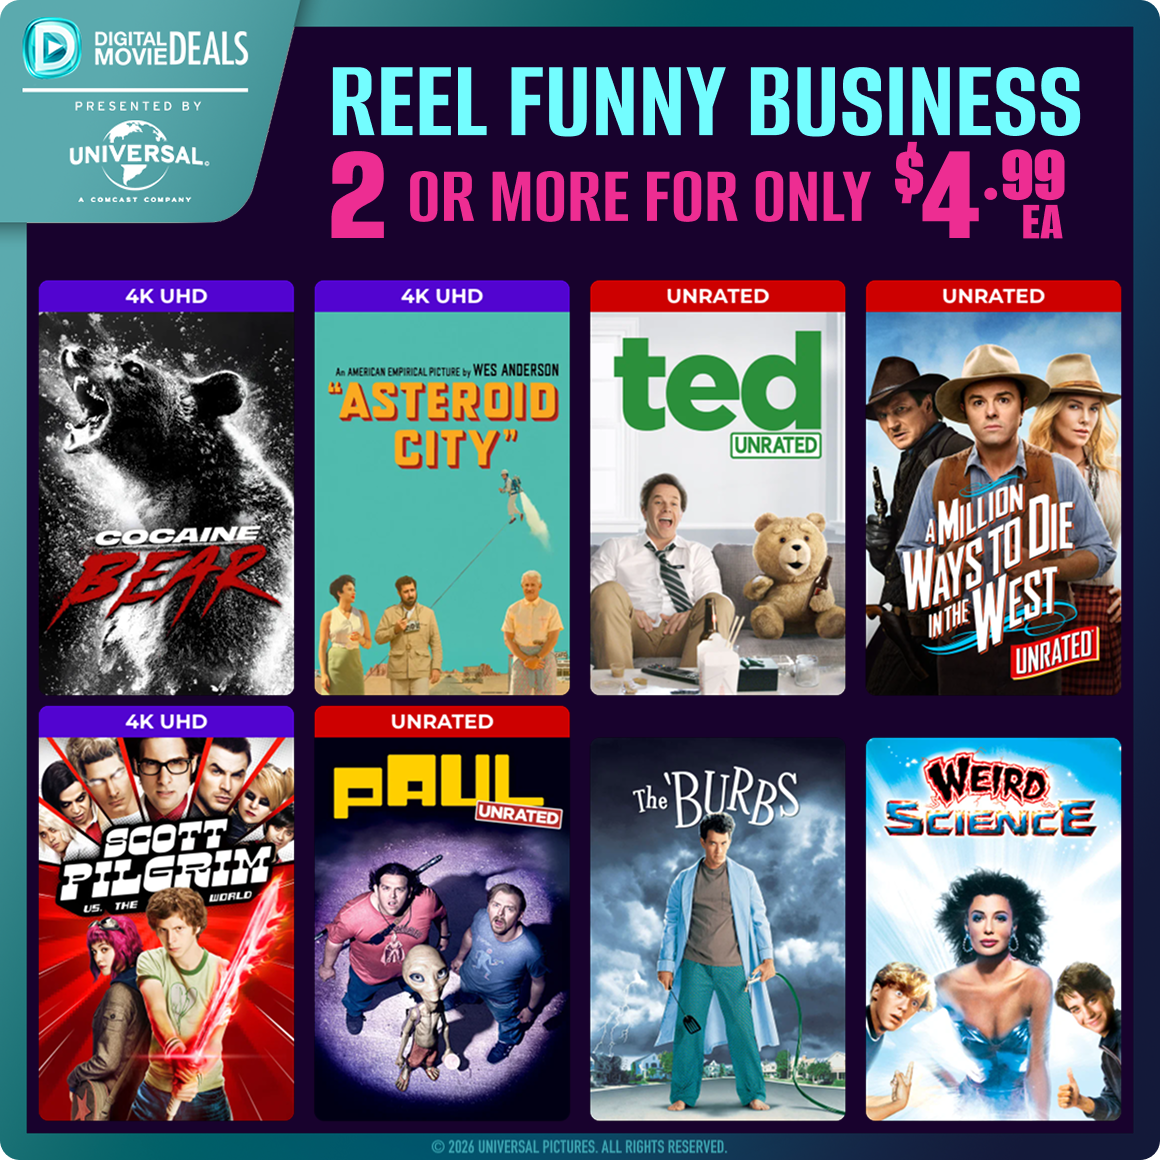 DIGITAL
MOVIE DEALS
PRESENTED BY
UNIVERSAL
A COMCAST COMPANY
REEL FUNNY BUSINESS
2 OR MORE FOR ONLY $4.99
EA
4K UHD
COCAINE
BEAR
4K UHD
An AMERICAN EMPIRICAL PICTURE by WES ANDERSON
"ASTEROID
CITY"
UNRATED
ted
UNRATED
UNRATED
A MILLION
WAYS TO DIE
IN THE WEST
UNRATED
4K UHD
SCOTT
PILGRIM
VS. THE WORLD
UNRATED
PAUL
UNRATED
The 'BURBS
WEIRD
SCIENCE
© 2026 UNIVERSAL PICTURES. ALL RIGHTS RESERVED.